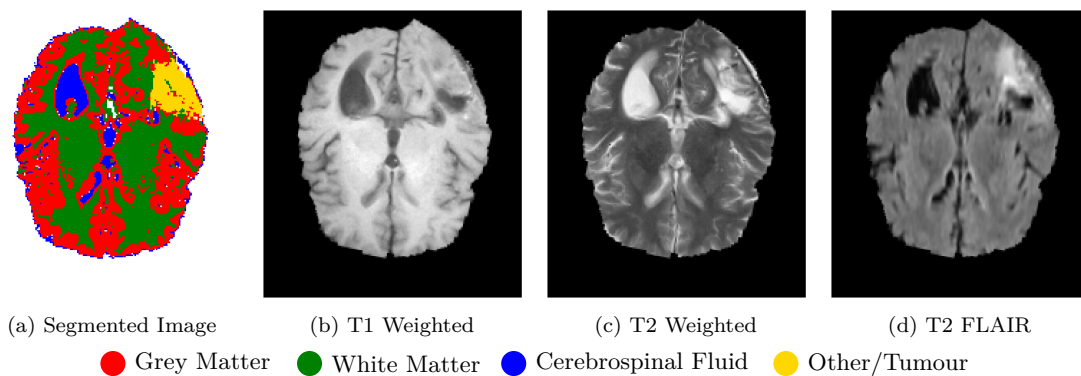 (a) Segmented Image (b) T1 Weighted (c) T2 Weighted (d) T2 FLAIR
Grey Matter White Matter Cerebrospinal Fluid Other/Tumour